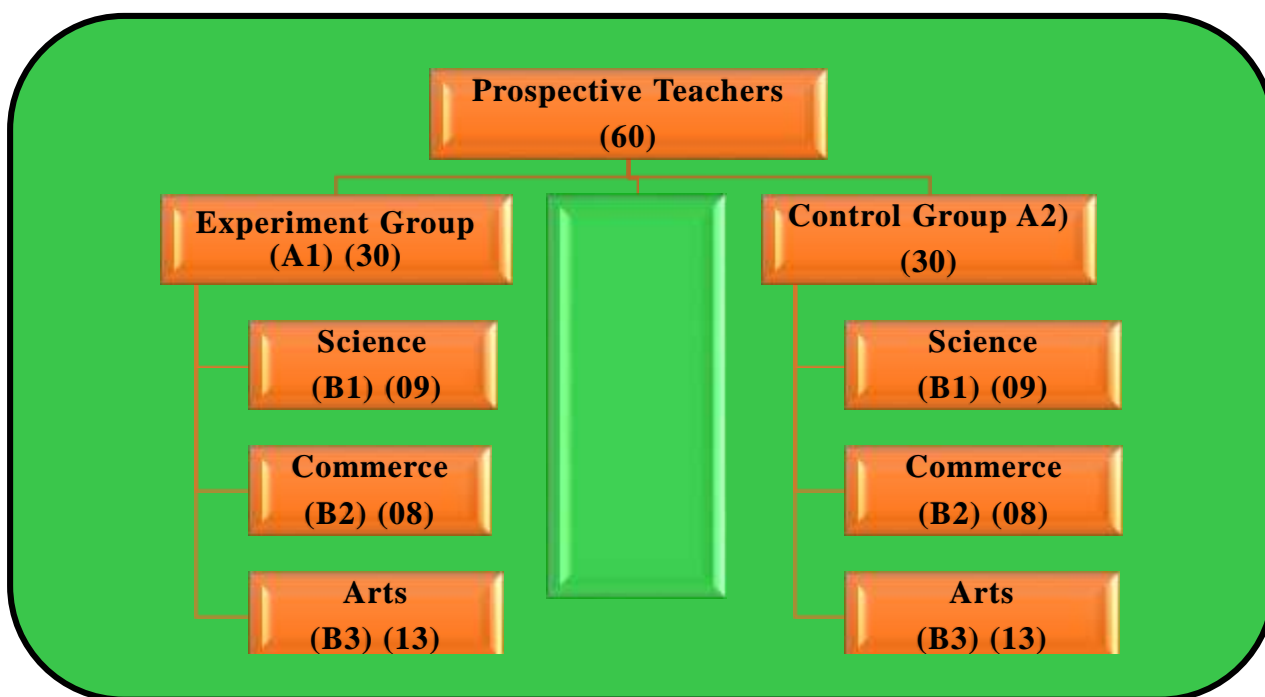 Prospective Teachers
(60)
Experiment Group
(A1) (30)
Science
(B1) (09)
Commerce
(B2) (08)
Arts
(B3) (13)
Control Group A2)
(30)
Science
(B1) (09)
Commerce
(B2) (08)
Arts
(B3) (13)